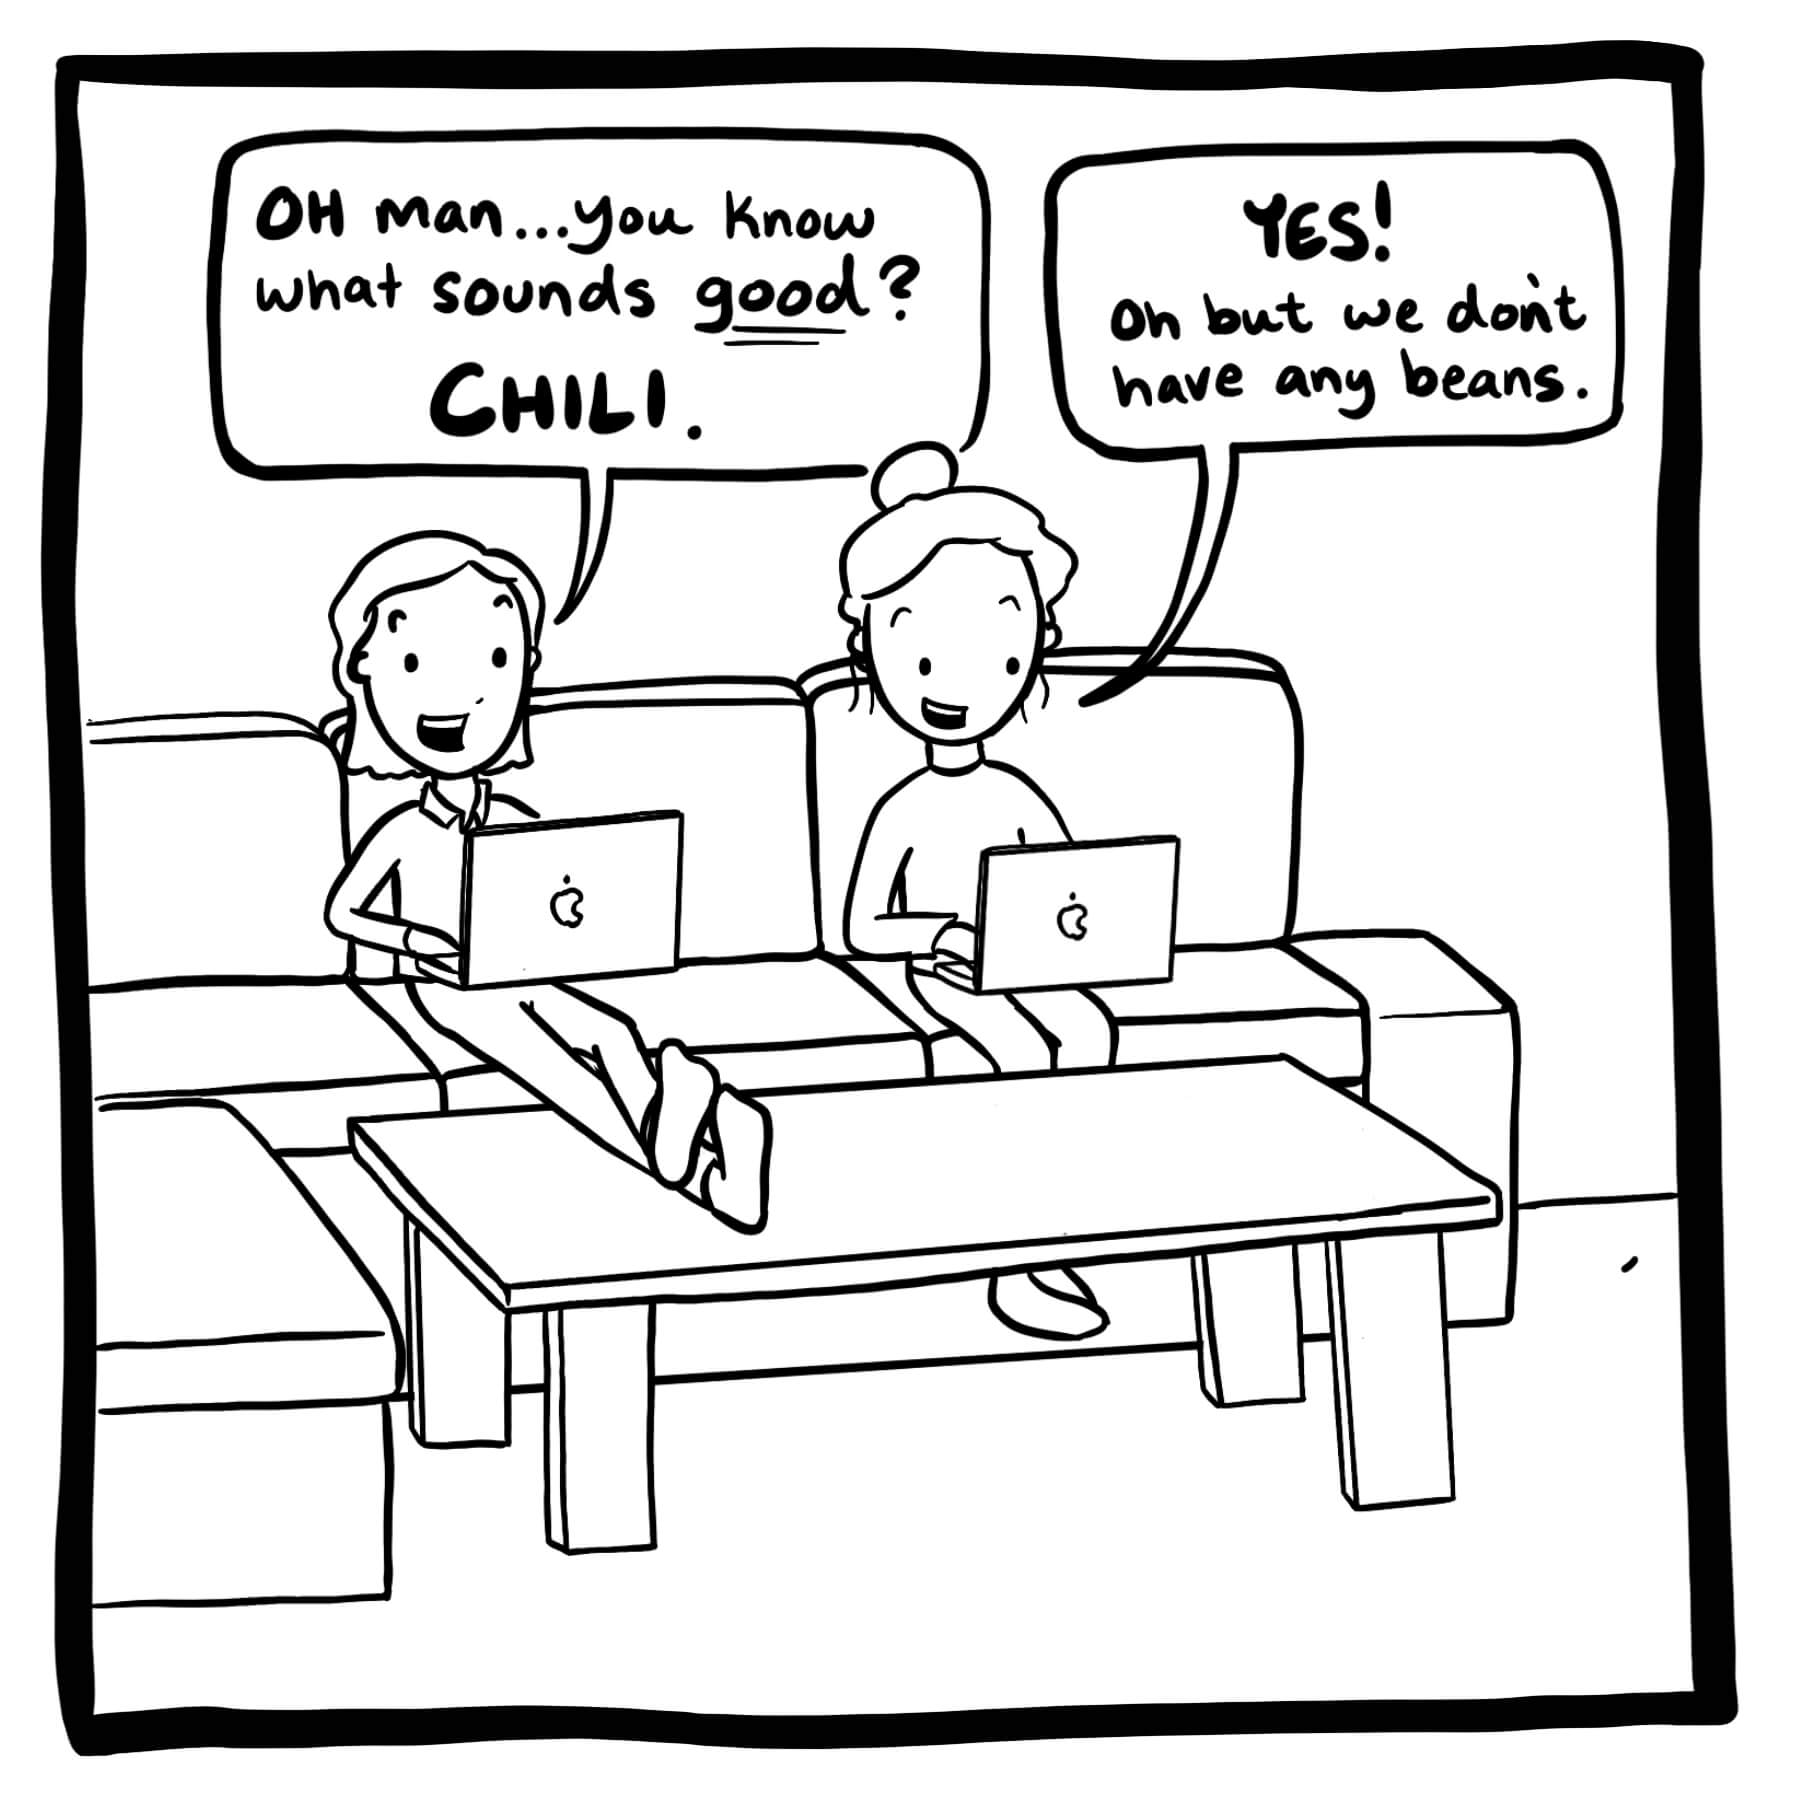 OH man...you know
what sounds good?
CHILI.
YES!
Oh but we don't
have any beans.